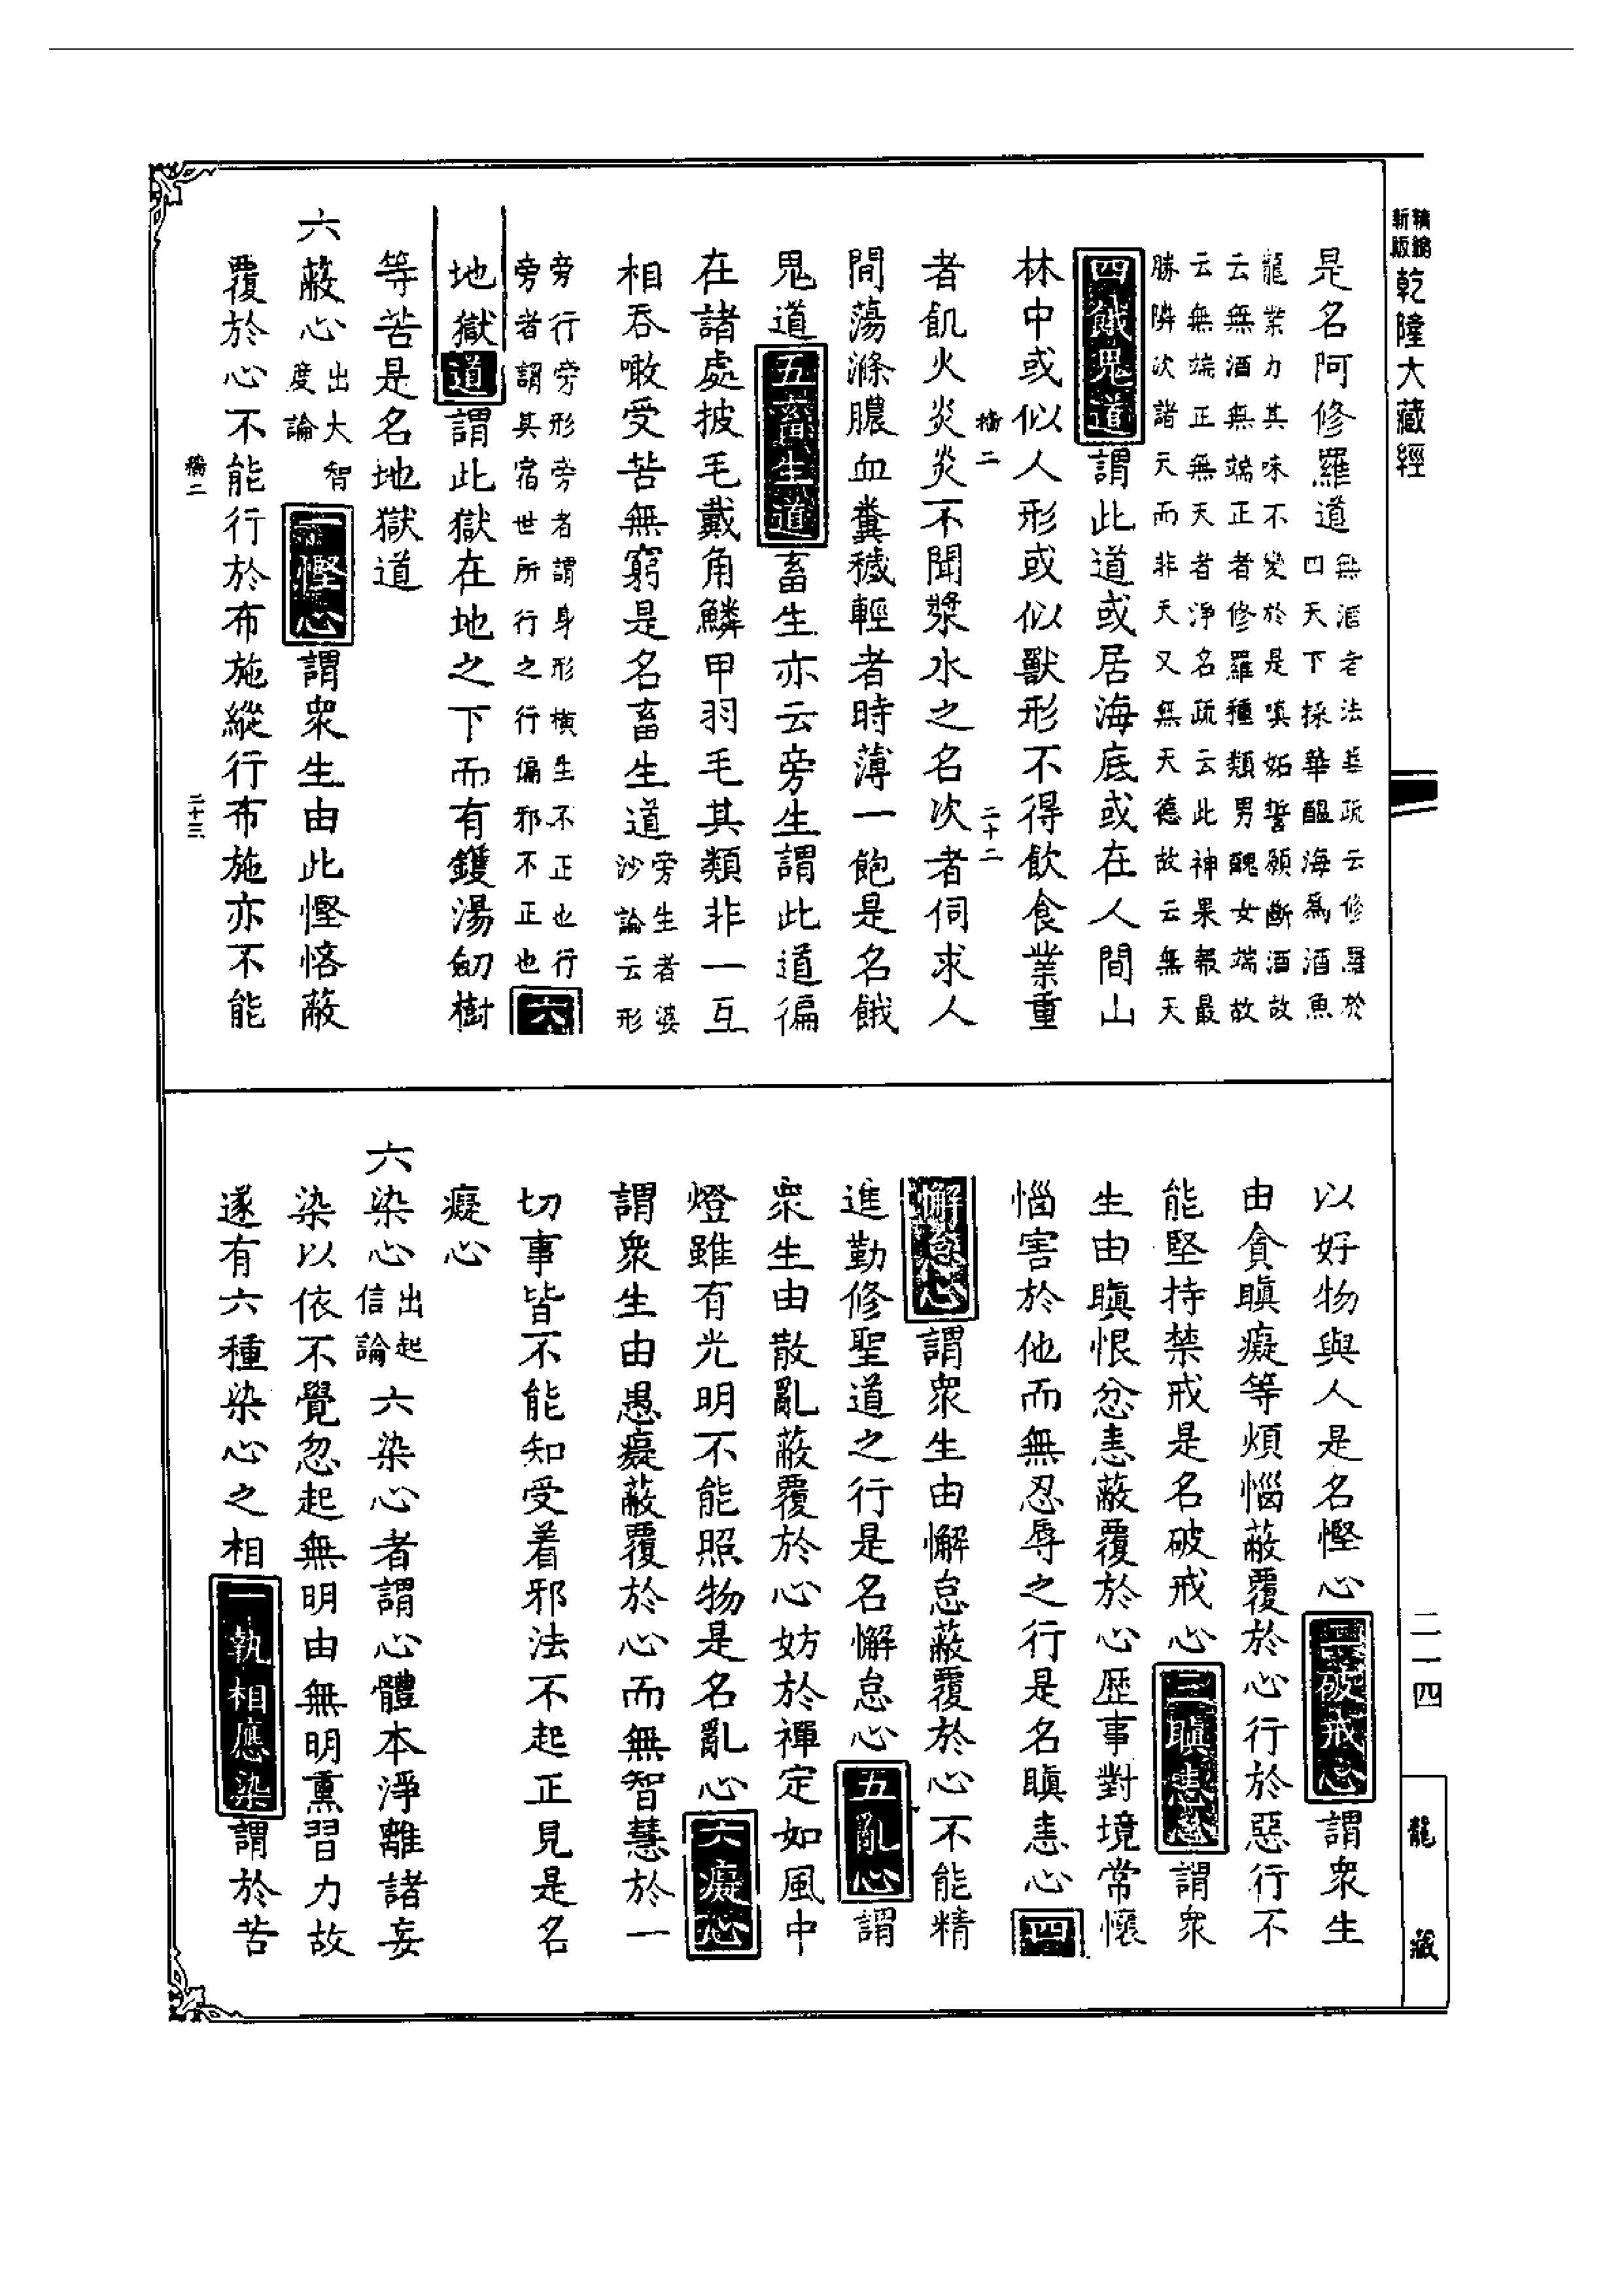 新編縮版
乾隆大藏經
是名阿修羅道無酒者法華疏云修羅於四天下採華醞海為酒魚
龍業力其味不變於是嗔妬誓願斷酒故云無酒無端正者修羅種類男醜女端故
云無端正無天者淨名疏云此神果報最勝隣次諸天而非天又無天德故云無天
四餓鬼道謂此道或居海底或在人間山
林中或似人形或似獸形不得飲食業重
者飢火炎炎不聞漿水之名次者伺求人
間蕩滌膿血糞穢輕者時薄一飽是名餓
鬼道五畜生道畜生亦云旁生謂此道徧
在諸處披毛戴角鱗甲羽毛其類非一互
相吞噉受苦無窮是名畜生道旁生者婆沙論云形
旁行旁形旁者謂身形橫生不正也行旁者謂其宿世所行之行偏邪不正也六
地獄道謂此獄在地之下而有鑊湯劒樹
等苦是名地獄道
六蔽心出大智度論一慳心謂眾生由此慳悋蔽
覆於心不能行於布施縱行布施亦不能
二十二
二十三
以好物與人是名慳心二破戒心謂眾生
由貪瞋癡等煩惱蔽覆於心行於惡行不
能堅持禁戒是名破戒心三瞋恚心謂眾
生由瞋恨忿恚蔽覆於心歷事對境常懷
惱害於他而無忍辱之行是名瞋恚心四
懈怠心謂眾生由懈怠蔽覆於心不能精
進勤修聖道之行是名懈怠心五亂心謂
眾生由散亂蔽覆於心妨於禪定如風中
燈雖有光明不能照物是名亂心六癡心
謂眾生由愚癡蔽覆於心而無智慧於一
切事皆不能知受着邪法不起正見是名
癡心
六染心出起信論六染心者謂心體本淨離諸妄
染以依不覺忽起無明由無明熏習力故
遂有六種染心之相一執相應染謂於苦
二一四
龍藏